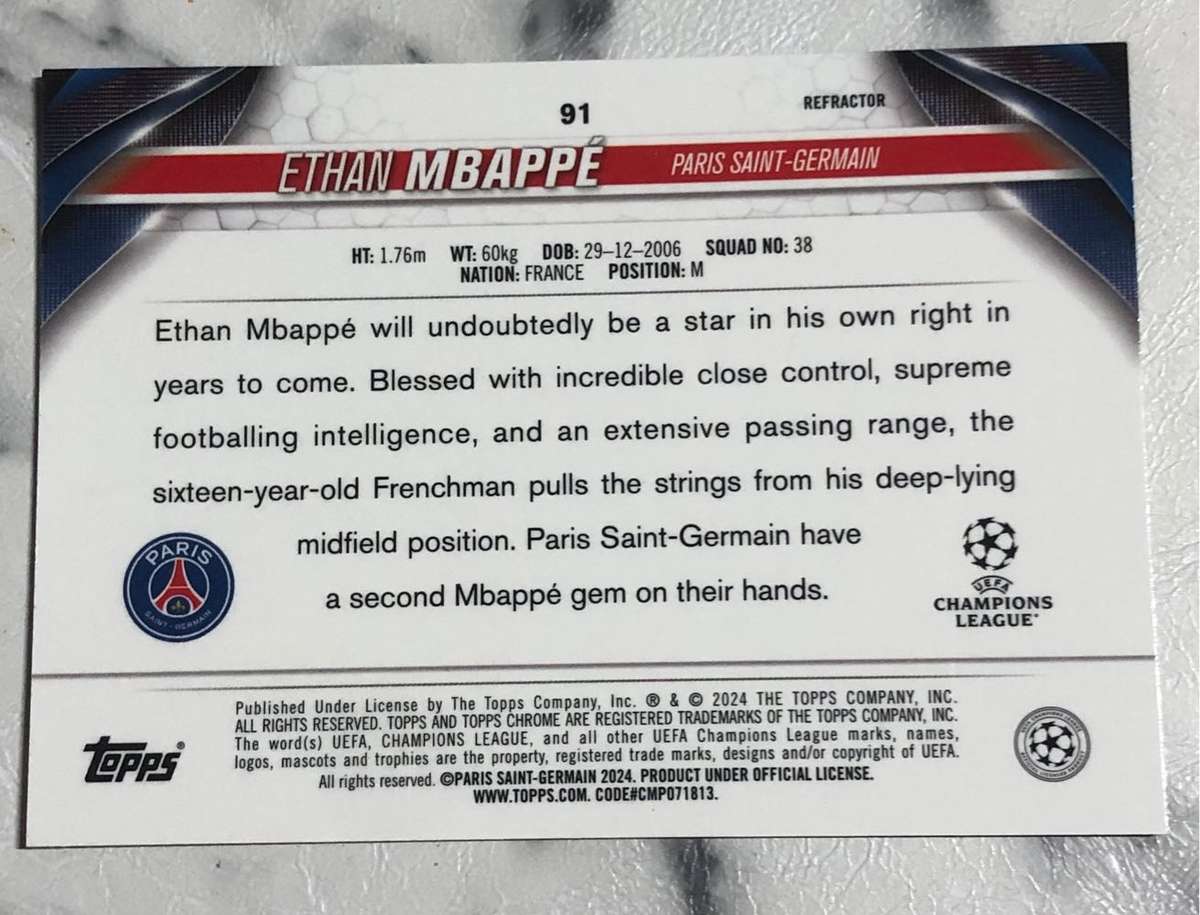 91
REFRACTOR
ETHAN MBAPPÉ
PARIS SAINT-GERMAIN
HT: 1.76m WT: 60kg DOB: 29–12–2006 SQUAD NO: 38
NATION: FRANCE POSITION: M
Ethan Mbappé will undoubtedly be a star in his own right in
years to come. Blessed with incredible close control, supreme
footballing intelligence, and an extensive passing range, the
sixteen-year-old Frenchman pulls the strings from his deep-lying
midfield position. Paris Saint-Germain have
a second Mbappé gem on their hands.
PARIS
SAINT-GERMAIN
UEFA
CHAMPIONS
LEAGUE
Published Under License by The Topps Company, Inc. ® & © 2024 THE TOPPS COMPANY, INC.
ALL RIGHTS RESERVED. TOPPS AND TOPPS CHROME ARE REGISTERED TRADEMARKS OF THE TOPPS COMPANY, INC.
The word(s) UEFA, CHAMPIONS LEAGUE, and all other UEFA Champions League marks, names,
logos, mascots and trophies are the property, registered trade marks, designs and/or copyright of UEFA.
All rights reserved. ©PARIS SAINT-GERMAIN 2024. PRODUCT UNDER OFFICIAL LICENSE.
WWW.TOPPS.COM. CODE#CMP071813.
topps®